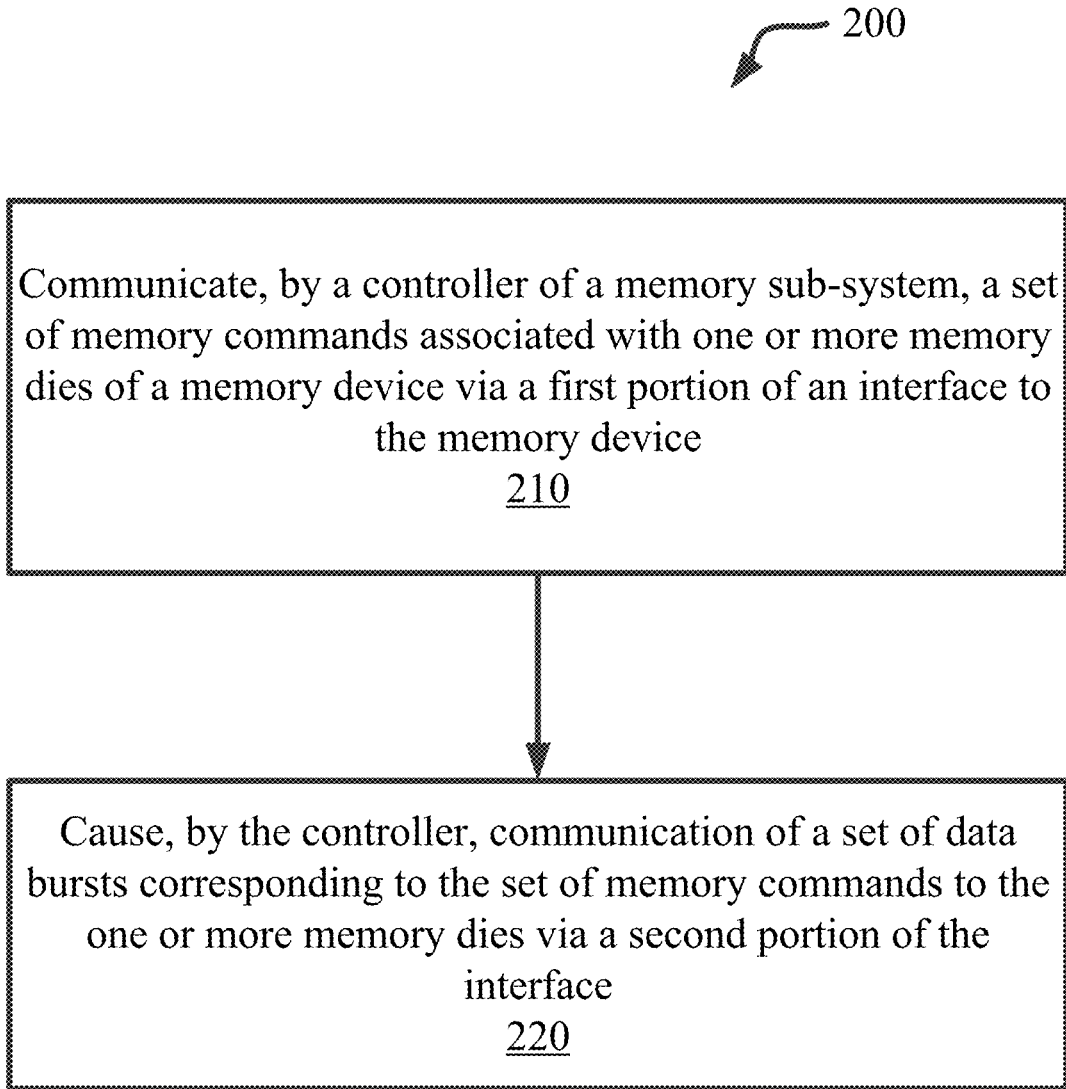 200
Communicate, by a controller of a memory sub-system, a set
of memory commands associated with one or more memory
dies of a memory device via a first portion of an interface to
the memory device
210
Cause, by the controller, communication of a set of data
bursts corresponding to the set of memory commands to the
one or more memory dies via a second portion of the
interface
220